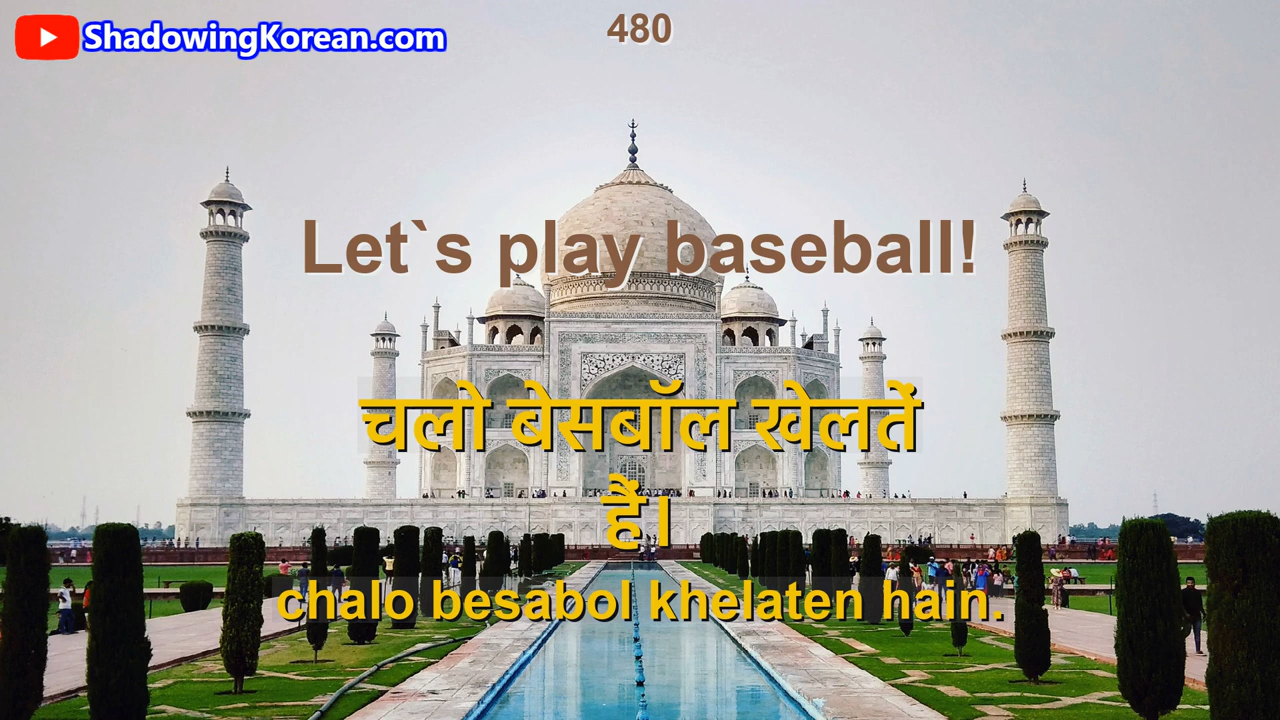 ShadowingKorean.com
480
Let`s play baseball!
चलो बेसबॉल खेलतें
हैं।
chalo besabol khelaten hain.